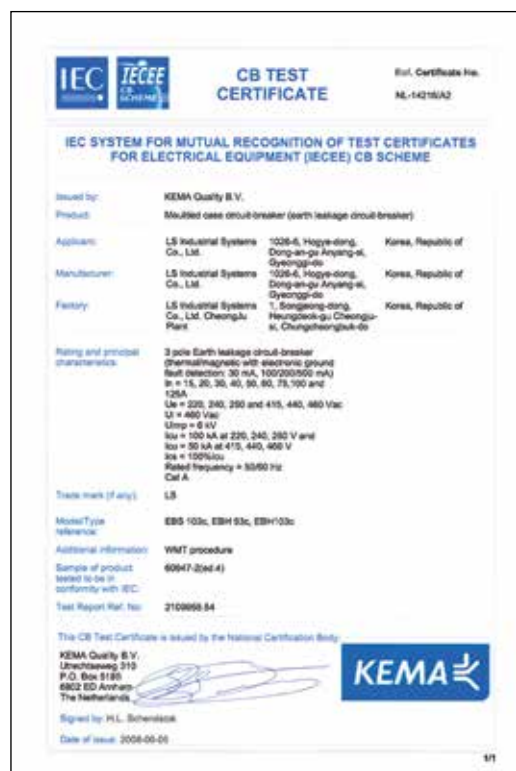 IEC
IECEE
CB
SCHEME
CB TEST
CERTIFICATE
Ref. Certificate No.
NL-14216/A2
IEC SYSTEM FOR MUTUAL RECOGNITION OF TEST CERTIFICATES
FOR ELECTRICAL EQUIPMENT (IECEE) CB SCHEME
Issued by: KEMA Quality B.V.
Product: Moulded case circuit-breaker (earth leakage circuit-breaker)
Applicant: LS Industrial Systems Co., Ltd. 1026-6, Hogye-dong, Dong-an-gu Anyang-si, Gyeonggi-do Korea, Republic of
Manufacturer: LS Industrial Systems Co., Ltd. 1026-6, Hogye-dong, Dong-an-gu Anyang-si, Gyeonggi-do Korea, Republic of
Factory: LS Industrial Systems Co., Ltd. CheongJu Plant 1, Songjeong-dong, Heungdeok-gu Cheongju-si, Chungcheongbuk-do Korea, Republic of
Rating and principal characteristics: 3 pole Earth leakage circuit-breaker
(thermal/magnetic with electronic ground
fault detection: 30 mA, 100/200/500 mA)
In = 15, 20, 30, 40, 50, 60, 75, 100 and
125A
Ue = 220, 240, 250 and 415, 440, 460 Vac
Ui = 460 Vac
Uimp = 6 kV
Icu = 100 kA at 220, 240, 250 V and
Icu = 50 kA at 415, 440, 460 V
Ics = 100%Icu
Rated frequency = 50/60 Hz
Cat A
Trade mark (if any): LS
Model/Type reference: EBS 103c, EBH 53c, EBH103c
Additional information: WMT procedure
Sample of product tested to be in conformity with IEC: 60947-2(ed.4)
Test Report Ref. No:
This CB Test Certificate is issued by the National Certification Body:
KEMA Quality B.V.
Utrechtseweg 310
P.O. Box
6802 ED Arnhem
The Netherlands
KEMA
Signed by: H.L.
Date of issue:
1/1